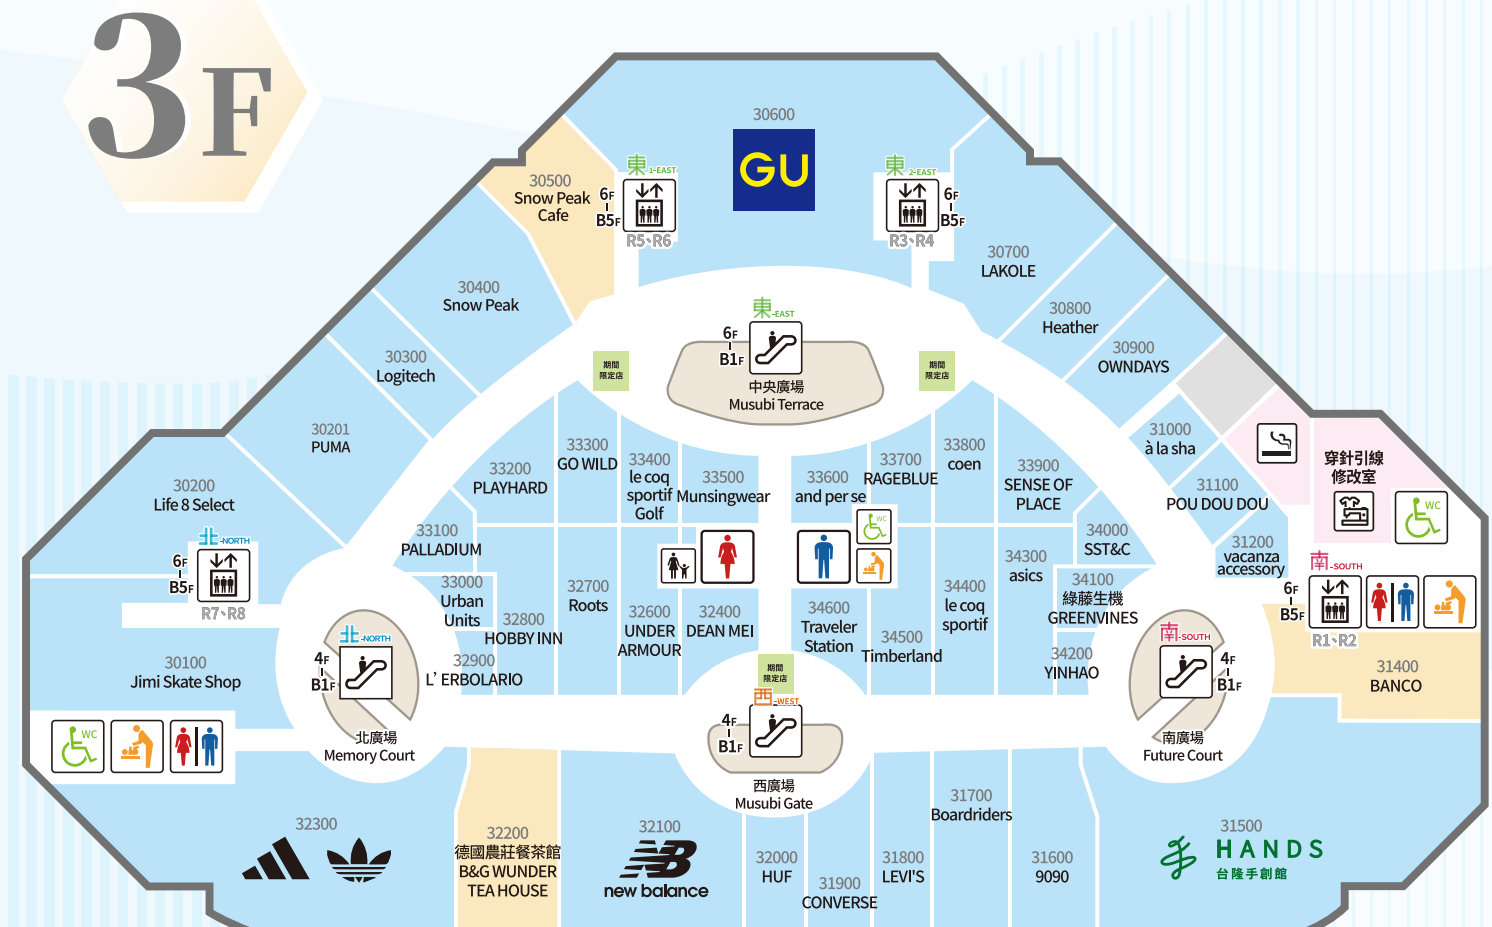 3F
30600
GU
東 1-EAST
6F
B5F
R5、R6
東 2-EAST
6F
B5F
R3、R4
30500
Snow Peak
Cafe
30400
Snow Peak
30300
Logitech
30201
PUMA
30200
Life 8 Select
30700
LAKOLE
30800
Heather
30900
OWNDAYS
31000
à la sha
31100
POU DOU DOU
31200
vacanza
accessory
穿針引線
修改室
WC
東-EAST
6F
B1F
中央廣場
Musubi Terrace
期間
限定店
期間
限定店
33300
GO WILD
33200
PLAYHARD
33400
le coq
sportif
Golf
33500
Munsingwear
33600
and per se
33700
RAGEBLUE
33800
coen
33900
SENSE OF
PLACE
33100
PALLADIUM
33000
Urban
Units
32800
HOBBY INN
32900
L’ ERBOLARIO
32700
Roots
32600
UNDER
ARMOUR
32400
DEAN MEI
WC
34600
Traveler
Station
34500
Timberland
34400
le coq
sportif
34300
asics
34000
SST&C
34100
綠藤生機
GREENVINES
34200
YINHAO
北-NORTH
6F
B5F
R7、R8
30100
Jimi Skate Shop
WC
北-NORTH
4F
B1F
北廣場
Memory Court
期間
限定店
西-WEST
4F
B1F
西廣場
Musubi Gate
南-SOUTH
4F
B1F
南廣場
Future Court
南-SOUTH
6F
B5F
R1、R2
31400
BANCO
32300
32200
德國農莊餐茶館
B&G WUNDER
TEA HOUSE
32100
new balance
32000
HUF
31900
CONVERSE
31800
LEVI'S
31700
Boardriders
31600
9090
31500
HANDS
台隆手創館